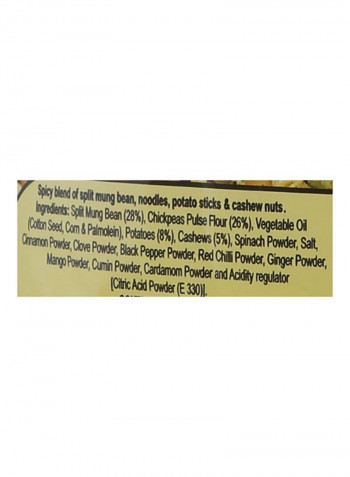 Spicy blend of split mung bean, noodles, potato sticks & cashew nuts.
Ingredients: Split Mung Bean (28%), Chickpeas Pulse Flour (26%), Vegetable Oil
(Cotton Seed, Corn & Palmolein), Potatoes (8%), Cashews (5%), Spinach Powder, Salt,
Cinnamon Powder, Clove Powder, Black Pepper Powder, Red Chilli Powder, Ginger Powder,
Mango Powder, Cumin Powder, Cardamom Powder and Acidity regulator
[Citric Acid Powder (E 330)].